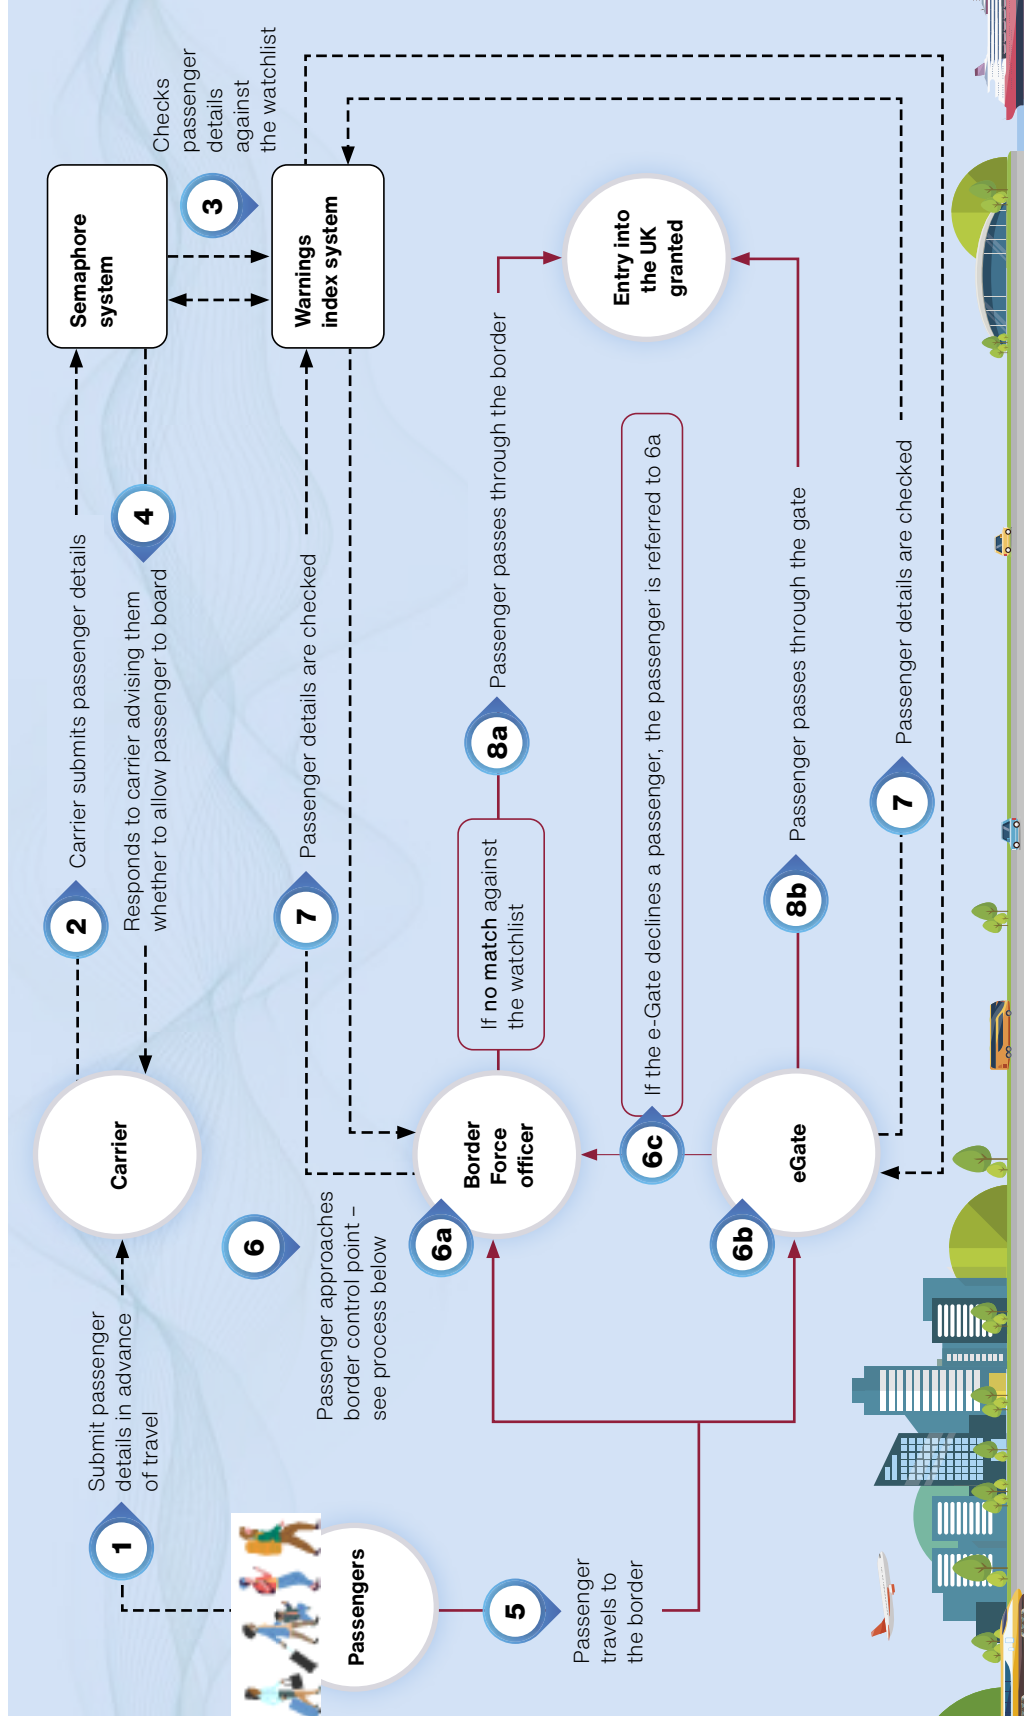 1
Submit passenger
details in advance
of travel
Carrier
2
Carrier submits passenger details
Semaphore
system
3
Checks
passenger
details
against
the watchlist
4
Responds to carrier advising them
whether to allow passenger to board
Warnings
index system
Passengers
5
Passenger
travels to
the border
6
Passenger approaches
border control point –
see process below
6a
Border
Force
officer
7
Passenger details are checked
If no match against
the watchlist
8a
Passenger passes through the border
Entry into
the UK
granted
6c
If the e-Gate declines a passenger, the passenger is referred to 6a
6b
eGate
8b
Passenger passes through the gate
7
Passenger details are checked